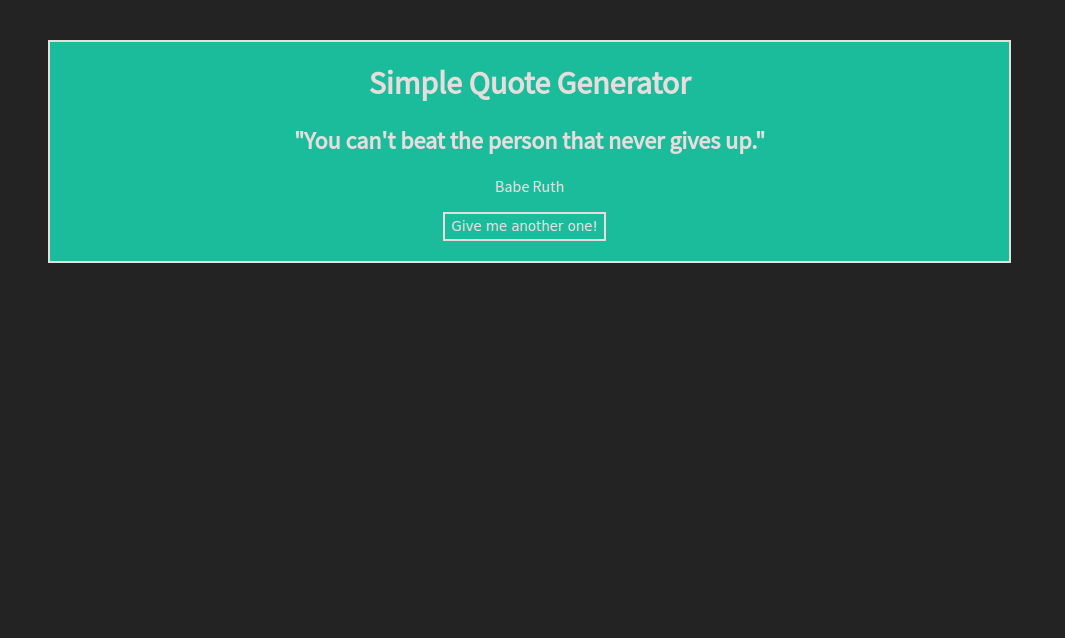 Simple Quote Generator
"You can't beat the person that never gives up."
Babe Ruth
Give me another one!